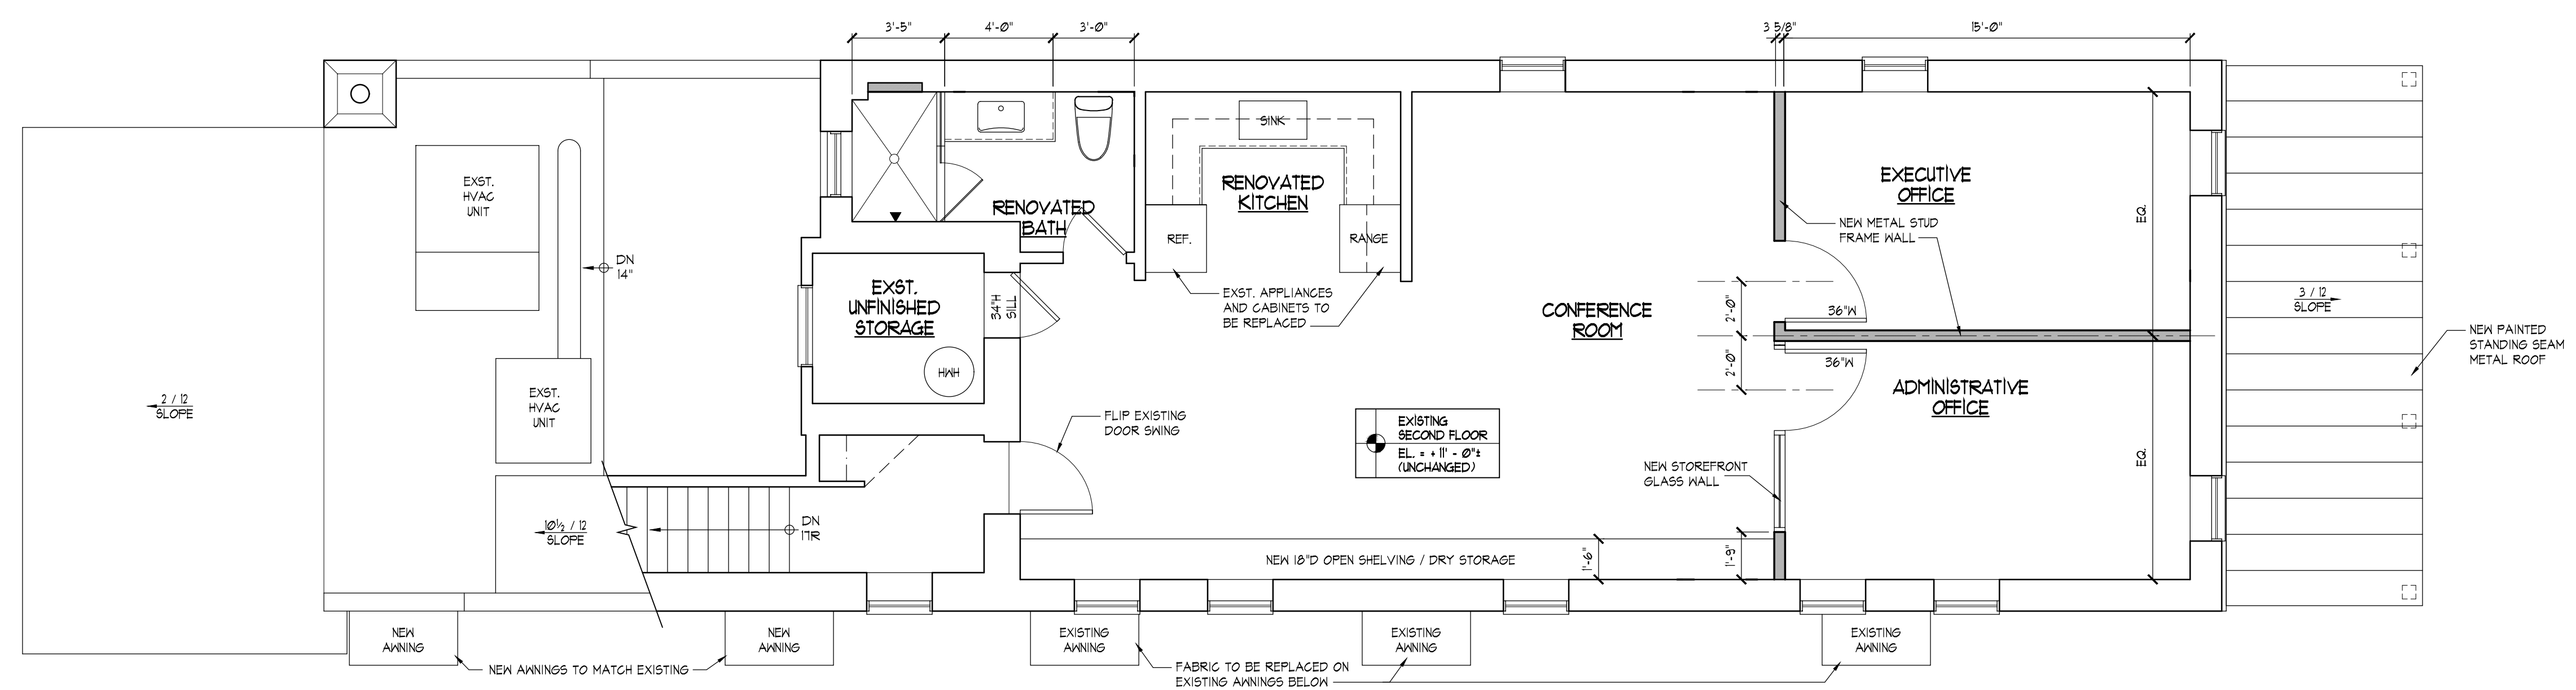 3'-5"
4'-0"
3'-0"
3 5/8"
15'-0"
EXST.
HVAC
UNIT
DN
14"
EXST.
HVAC
UNIT
2 / 12
SLOPE
10½ / 12
SLOPE
DN
17R
RENOVATED
BATH
EXST.
UNFINISHED
STORAGE
HWH
34"H
SILL
SINK
RENOVATED
KITCHEN
REF.
RANGE
EXST. APPLIANCES
AND CABINETS TO
BE REPLACED
FLIP EXISTING
DOOR SWING
CONFERENCE
ROOM
EXISTING
SECOND FLOOR
EL. = + 11' - 0"±
(UNCHANGED)
NEW STOREFRONT
GLASS WALL
NEW 18"D OPEN SHELVING / DRY STORAGE
1'-6"
1'-9"
2'-0"
2'-0"
EXECUTIVE
OFFICE
NEW METAL STUD
FRAME WALL
36"W
36"W
ADMINISTRATIVE
OFFICE
EQ.
EQ.
3 / 12
SLOPE
NEW PAINTED
STANDING SEAM
METAL ROOF
NEW
AWNING
NEW
AWNING
NEW AWNINGS TO MATCH EXISTING
EXISTING
AWNING
EXISTING
AWNING
EXISTING
AWNING
FABRIC TO BE REPLACED ON
EXISTING AWNINGS BELOW